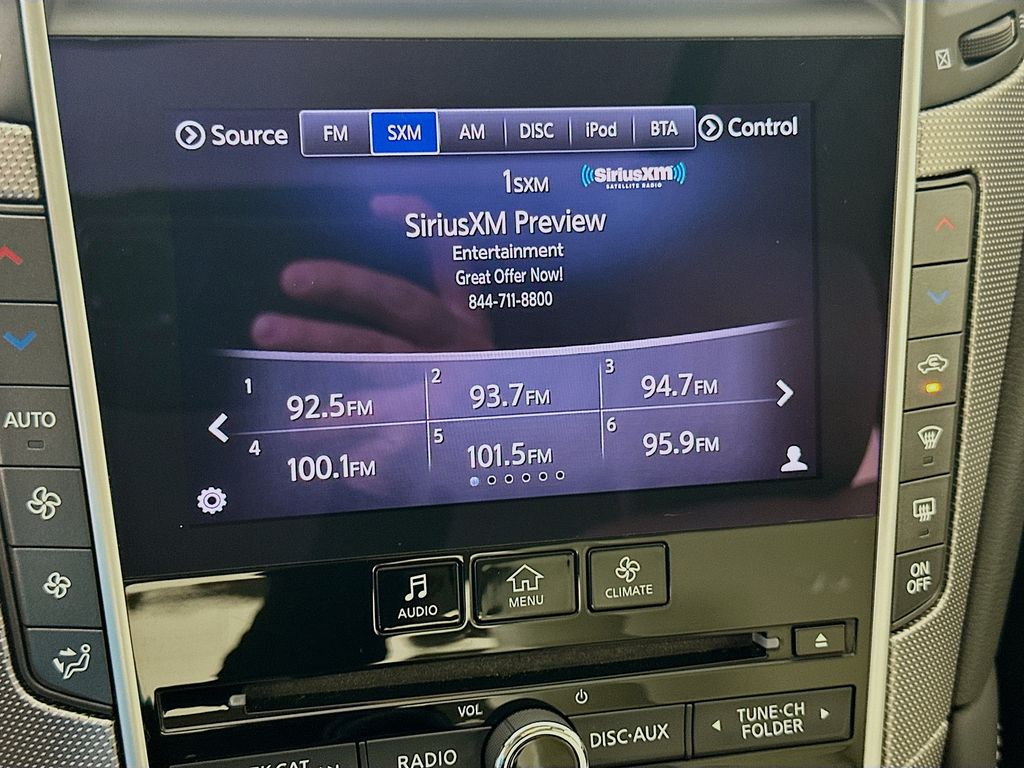 Source
FM SXM AM DISC iPod BTA
Control
1SXM
SiriusXM
SATELLITE RADIO
SiriusXM Preview
Entertainment
Great Offer Now!
844-711-8800
1 92.5FM
2 93.7FM
3 94.7FM
4 100.1FM
5 101.5FM
6 95.9FM
AUTO
ON
OFF
AUDIO
MENU
CLIMATE
VOL
RADIO
DISC·AUX
TUNE·CH
FOLDER
CAT